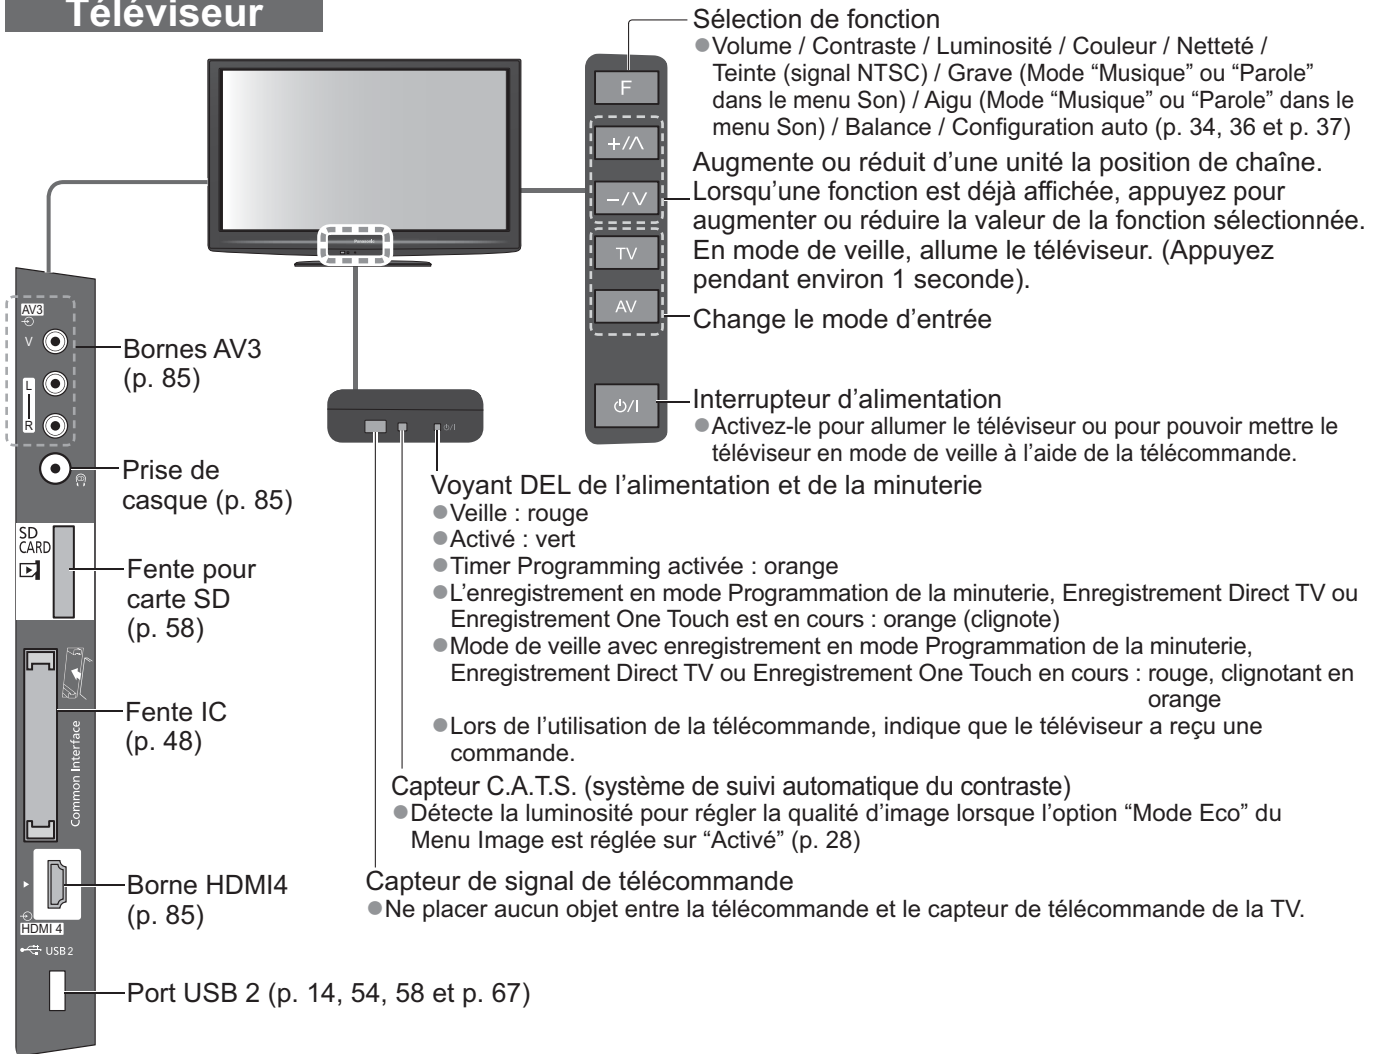 Téléviseur
Sélection de fonction
●Volume / Contraste / Luminosité / Couleur / Netteté /
Teinte (signal NTSC) / Grave (Mode “Musique” ou “Parole”
dans le menu Son) / Aigu (Mode “Musique” ou “Parole” dans le
menu Son) / Balance / Configuration auto (p. 34, 36 et p. 37)
Augmente ou réduit d’une unité la position de chaîne.
Lorsqu’une fonction est déjà affichée, appuyez pour
augmenter ou réduire la valeur de la fonction sélectionnée.
En mode de veille, allume le téléviseur. (Appuyez
pendant environ 1 seconde).
Change le mode d’entrée
Interrupteur d’alimentation
●Activez-le pour allumer le téléviseur ou pour pouvoir mettre le
téléviseur en mode de veille à l’aide de la télécommande.
F
+/∧
−/∨
TV
AV
⏻/I
Panasonic
⏻/I
Voyant DEL de l’alimentation et de la minuterie
●Veille : rouge
●Activé : vert
●Timer Programming activée : orange
●L’enregistrement en mode Programmation de la minuterie, Enregistrement Direct TV ou
Enregistrement One Touch est en cours : orange (clignote)
●Mode de veille avec enregistrement en mode Programmation de la minuterie,
Enregistrement Direct TV ou Enregistrement One Touch en cours : rouge, clignotant en
orange
●Lors de l’utilisation de la télécommande, indique que le téléviseur a reçu une
commande.
Capteur C.A.T.S. (système de suivi automatique du contraste)
●Détecte la luminosité pour régler la qualité d’image lorsque l’option “Mode Eco” du
Menu Image est réglée sur “Activé” (p. 28)
Capteur de signal de télécommande
●Ne placer aucun objet entre la télécommande et le capteur de télécommande de la TV.
AV3
V
L
R
Bornes AV3
(p. 85)
Prise de
casque (p. 85)
SD
CARD
Fente pour
carte SD
(p. 58)
Common Interface
Fente IC
(p. 48)
HDMI 4
Borne HDMI4
(p. 85)
USB 2
Port USB 2 (p. 14, 54, 58 et p. 67)